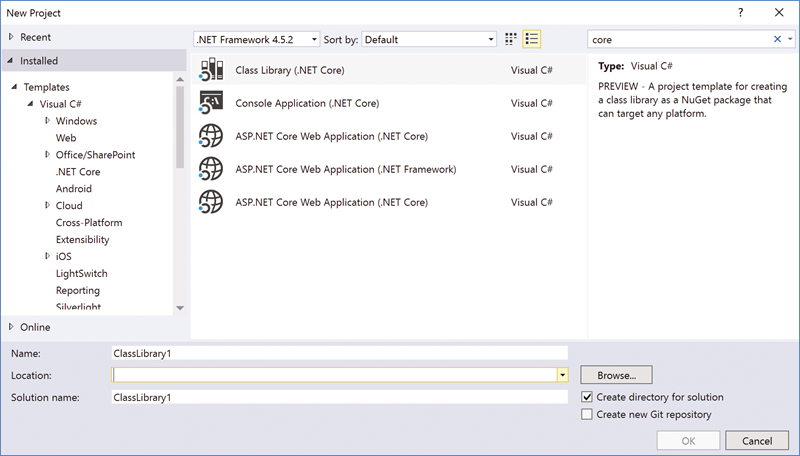 New Project
? ✕
Recent
Installed
Templates
Visual C#
Windows
Web
Office/SharePoint
.NET Core
Android
Cloud
Cross-Platform
Extensibility
iOS
LightSwitch
Reporting
Silverlight
Online
.NET Framework 4.5.2 Sort by: Default
Class Library (.NET Core) Visual C#
Console Application (.NET Core) Visual C#
ASP.NET Core Web Application (.NET Core) Visual C#
ASP.NET Core Web Application (.NET Framework) Visual C#
ASP.NET Core Web Application (.NET Core) Visual C#
core
Type: Visual C#
PREVIEW - A project template for creating
a class library as a NuGet package that
can target any platform.
Name: ClassLibrary1
Location: Browse...
Solution name: ClassLibrary1
Create directory for solution
Create new Git repository
OK Cancel